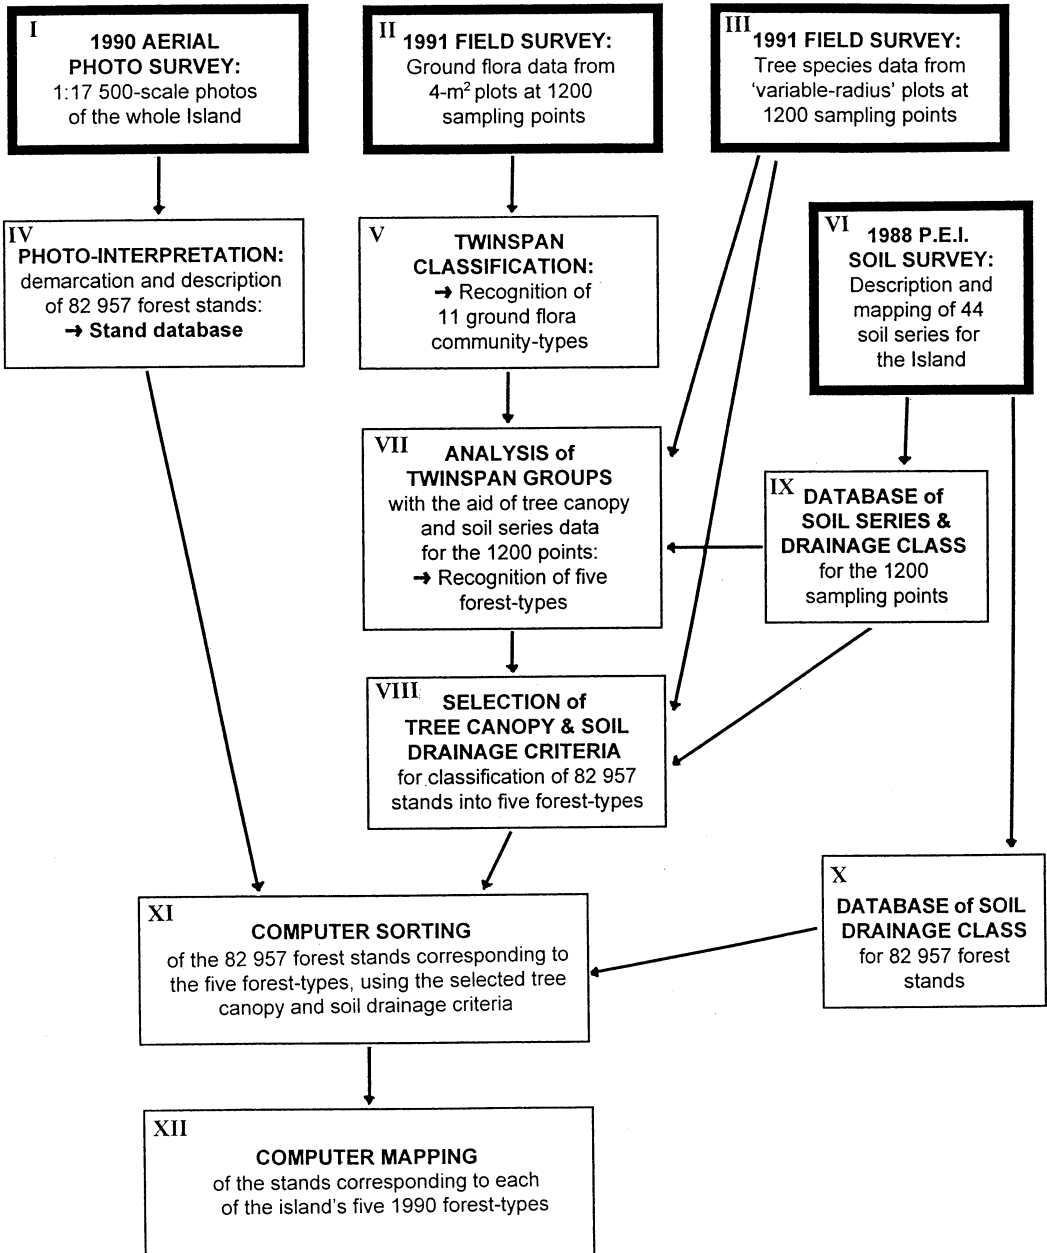 I
1990 AERIAL
PHOTO SURVEY:
1:17 500-scale photos
of the whole Island
II
1991 FIELD SURVEY:
Ground flora data from
4-m² plots at 1200
sampling points
III
1991 FIELD SURVEY:
Tree species data from
‘variable-radius’ plots at
1200 sampling points
IV
PHOTO-INTERPRETATION:
demarcation and description
of 82 957 forest stands:
→ Stand database
V
TWINSPAN
CLASSIFICATION:
→ Recognition of
11 ground flora
community-types
VI
1988 P.E.I.
SOIL SURVEY:
Description and
mapping of 44
soil series for
the Island
VII
ANALYSIS of
TWINSPAN GROUPS
with the aid of tree canopy
and soil series data
for the 1200 points:
→ Recognition of five
forest-types
IX
DATABASE of
SOIL SERIES &
DRAINAGE CLASS
for the 1200
sampling points
VIII
SELECTION of
TREE CANOPY & SOIL
DRAINAGE CRITERIA
for classification of 82 957
stands into five forest-types
X
DATABASE of SOIL
DRAINAGE CLASS
for 82 957 forest
stands
XI
COMPUTER SORTING
of the 82 957 forest stands corresponding to
the five forest-types, using the selected tree
canopy and soil drainage criteria
XII
COMPUTER MAPPING
of the stands corresponding to each
of the island's five 1990 forest-types